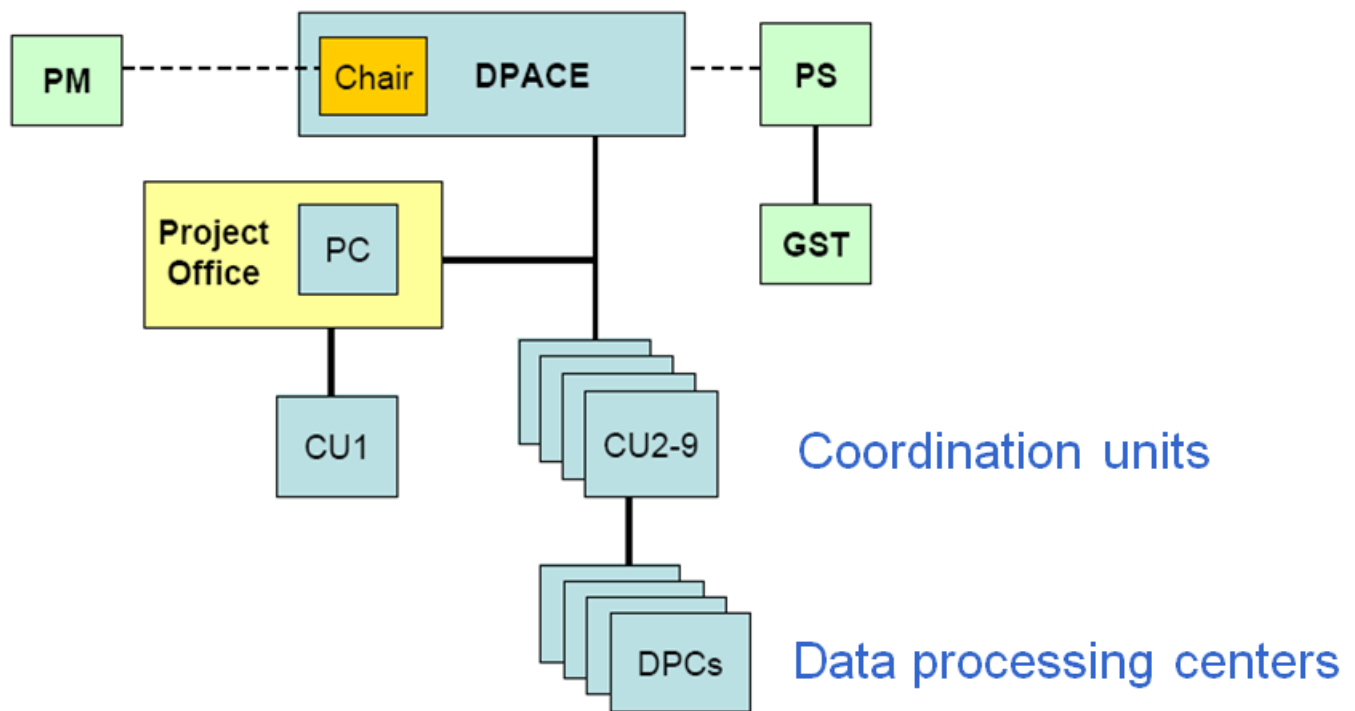 PM
Chair
DPACE
PS
Project
Office
PC
GST
CU1
CU2-9
Coordination units
DPCs
Data processing centers